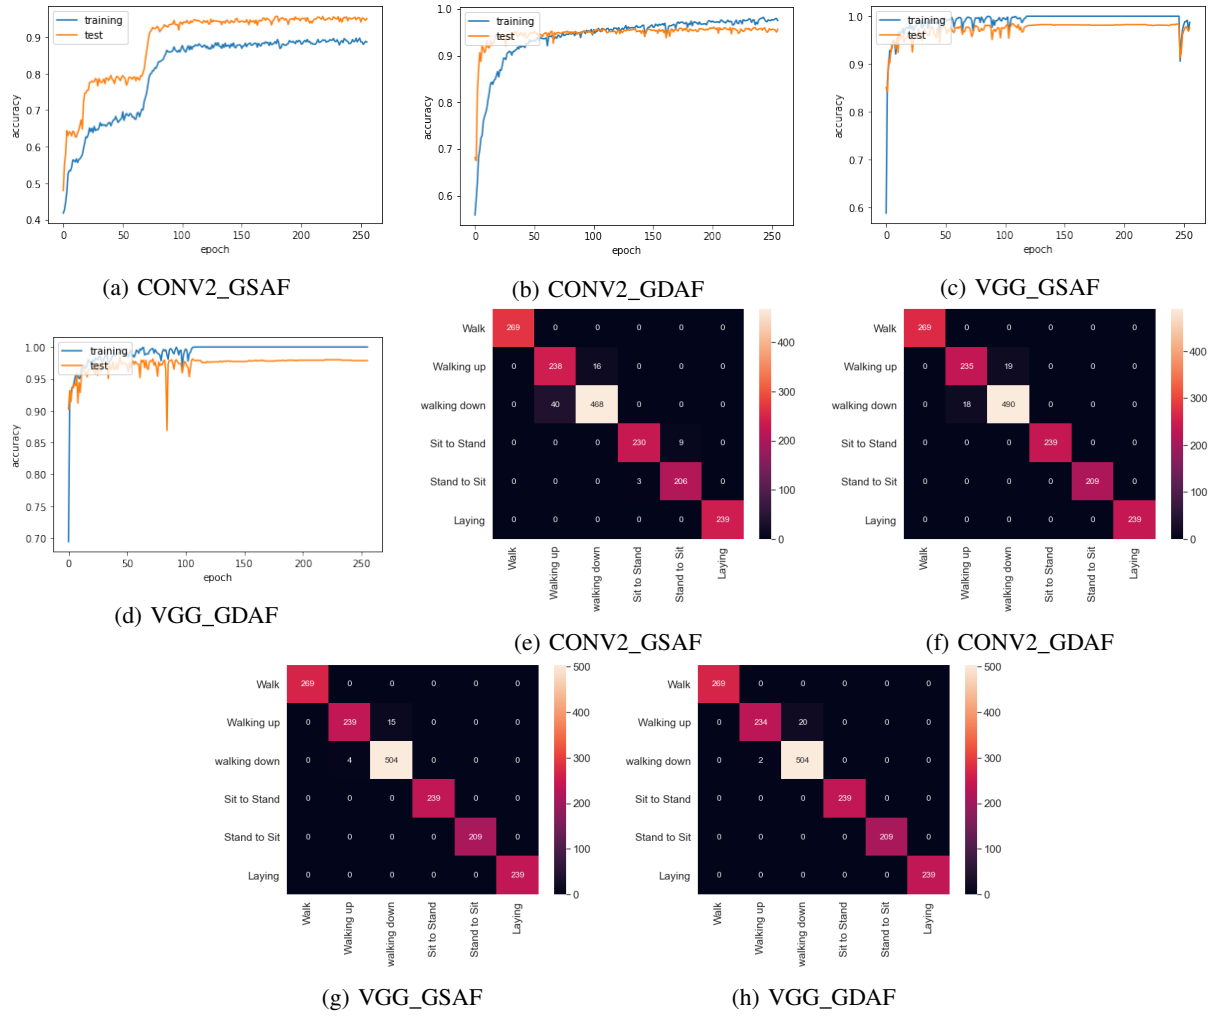 training
test
0.9
0.8
0.7
0.6
0.5
0.4
accuracy
0 50 100 150 200 250
epoch
(a) CONV2_GSAF
training
test
1.0
0.9
0.8
0.7
0.6
accuracy
0 50 100 150 200 250
epoch
(b) CONV2_GDAF
training
test
1.0
0.9
0.8
0.7
0.6
accuracy
0 50 100 150 200 250
epoch
(c) VGG_GSAF
training
test
1.00
0.95
0.90
0.85
0.80
0.75
0.70
accuracy
0 50 100 150 200 250
epoch
(d) VGG_GDAF
Walk 269 0 0 0 0 0
Walking up 0 238 16 0 0 0
walking down 0 40 468 0 0 0
Sit to Stand 0 0 0 230 9 0
Stand to Sit 0 0 0 3 206 0
Laying 0 0 0 0 0 239
Walk Walking up walking down Sit to Stand Stand to Sit Laying
400
300
200
100
0
(e) CONV2_GSAF
Walk 269 0 0 0 0 0
Walking up 0 235 19 0 0 0
walking down 0 18 490 0 0 0
Sit to Stand 0 0 0 239 0 0
Stand to Sit 0 0 0 0 209 0
Laying 0 0 0 0 0 239
Walk Walking up walking down Sit to Stand Stand to Sit Laying
400
300
200
100
0
(f) CONV2_GDAF
Walk 269 0 0 0 0 0
Walking up 0 239 15 0 0 0
walking down 0 4 504 0 0 0
Sit to Stand 0 0 0 239 0 0
Stand to Sit 0 0 0 0 209 0
Laying 0 0 0 0 0 239
Walk Walking up walking down Sit to Stand Stand to Sit Laying
500
400
300
200
100
0
(g) VGG_GSAF
Walk 269 0 0 0 0 0
Walking up 0 234 20 0 0 0
walking down 0 2 504 0 0 0
Sit to Stand 0 0 0 239 0 0
Stand to Sit 0 0 0 0 209 0
Laying 0 0 0 0 0 239
Walk Walking up walking down Sit to Stand Stand to Sit Laying
500
400
300
200
100
0
(h) VGG_GDAF